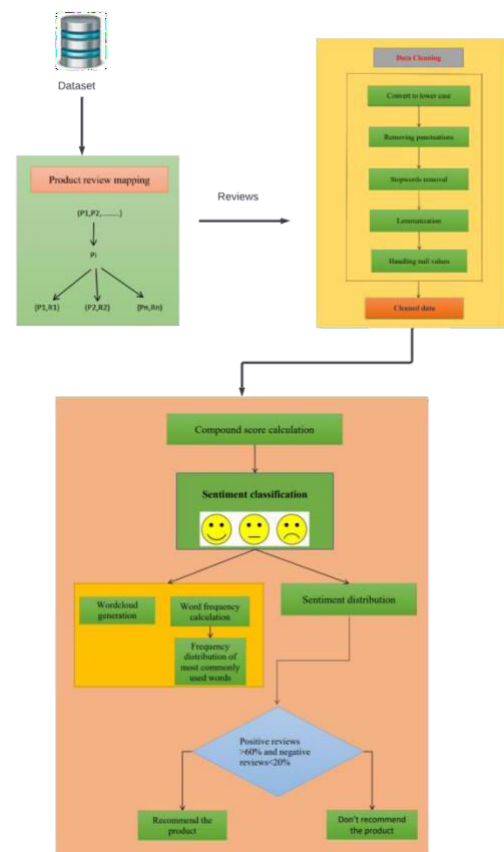 Dataset
Product review mapping
{P1,P2,.........}
Pi
{P1,R1}
{P2,R2}
{Pn,Rn}
Reviews
Data Cleaning
Convert to lower case
Removing punctuations
Stopwords removal
Lemmatization
Handling null values
Cleaned data
Compound score calculation
Sentiment classification
Wordcloud
generation
Word frequency
calculation
Frequency
distribution of
most commonly
used words
Sentiment distribution
Positive reviews
>60% and negative
reviews<20%
Recommend the
product
Don't recommend
the product